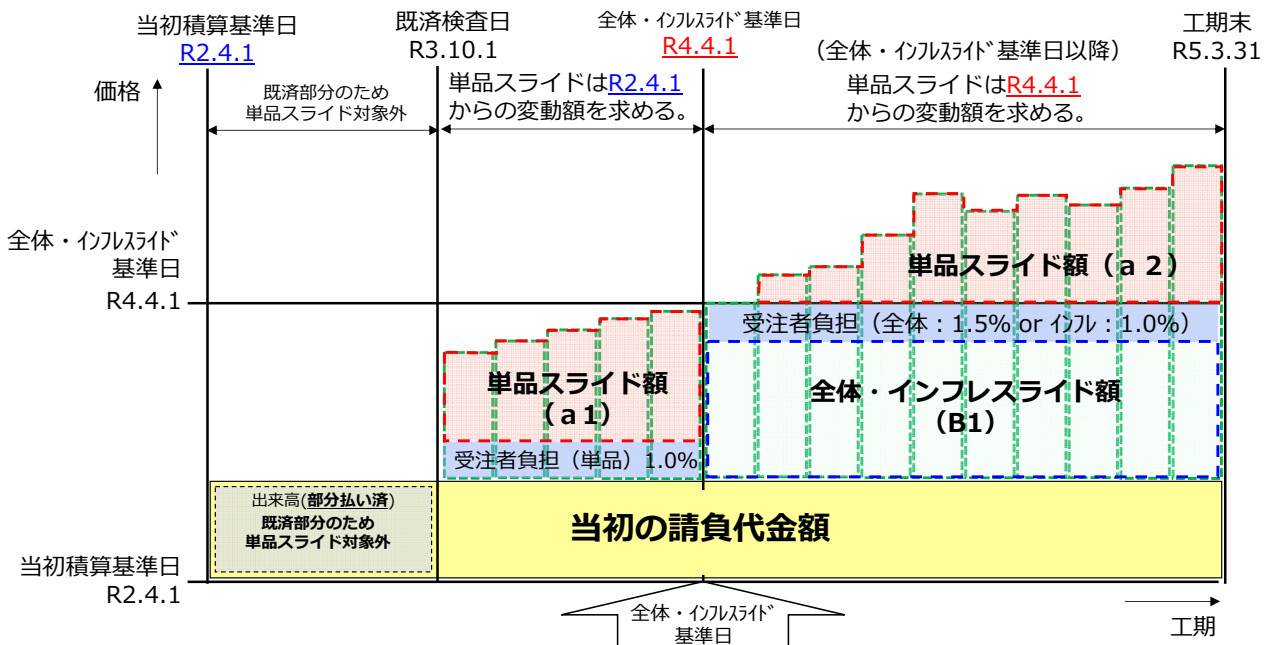 当初積算基準日
R2.4.1
既済検査日
R3.10.1
全体・ｲﾝﾌﾚｽﾗｲﾄﾞ基準日
R4.4.1
(全体・ｲﾝﾌﾚｽﾗｲﾄﾞ基準日以降)
工期末
R5.3.31
価格
既済部分のため
単品スライド対象外
単品スライドはR2.4.1
からの変動額を求める。
単品スライドはR4.4.1
からの変動額を求める。
全体・ｲﾝﾌﾚｽﾗｲﾄﾞ
基準日
R4.4.1
単品スライド額（ａ２）
受注者負担（全体：1.5% or ｲﾝﾌﾚ：1.0%）
単品スライド額
（ａ1）
全体・インフレスライド額
（B1）
受注者負担（単品）1.0%
出来高(部分払い済)
既済部分のため
単品スライド対象外
当初の請負代金額
当初積算基準日
R2.4.1
全体・ｲﾝﾌﾚｽﾗｲﾄﾞ
基準日
工期